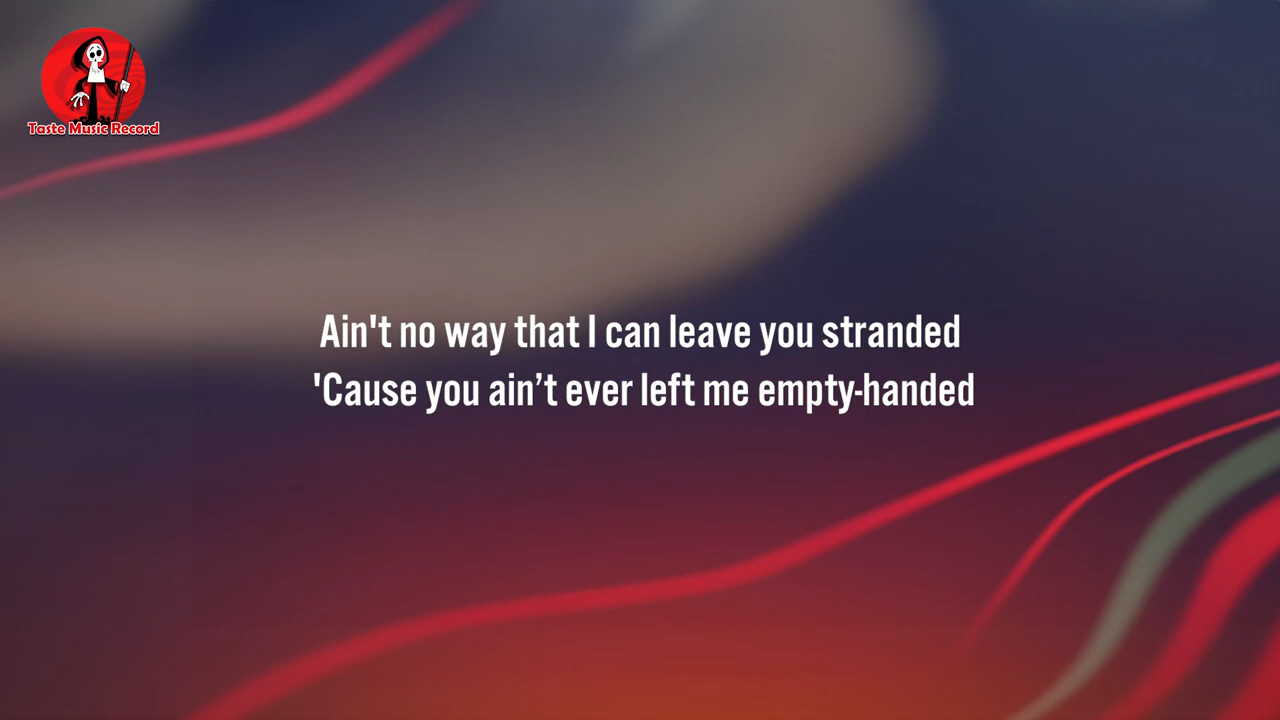 Taste Music Record
Ain't no way that I can leave you stranded
'Cause you ain’t ever left me empty-handed